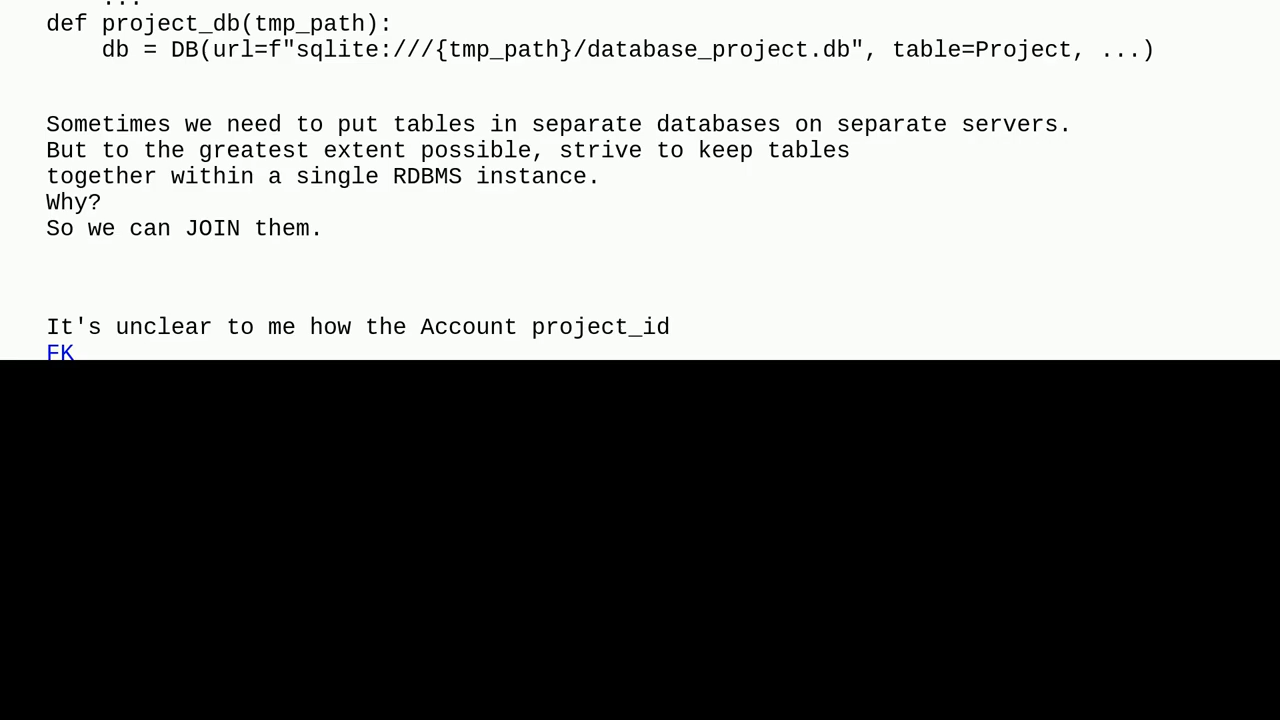 ...
def project_db(tmp_path):
    db = DB(url=f"sqlite:///{tmp_path}/database_project.db", table=Project, ...)
Sometimes we need to put tables in separate databases on separate servers.
But to the greatest extent possible, strive to keep tables
together within a single RDBMS instance.
Why?
So we can JOIN them.
It's unclear to me how the Account project_id
FK